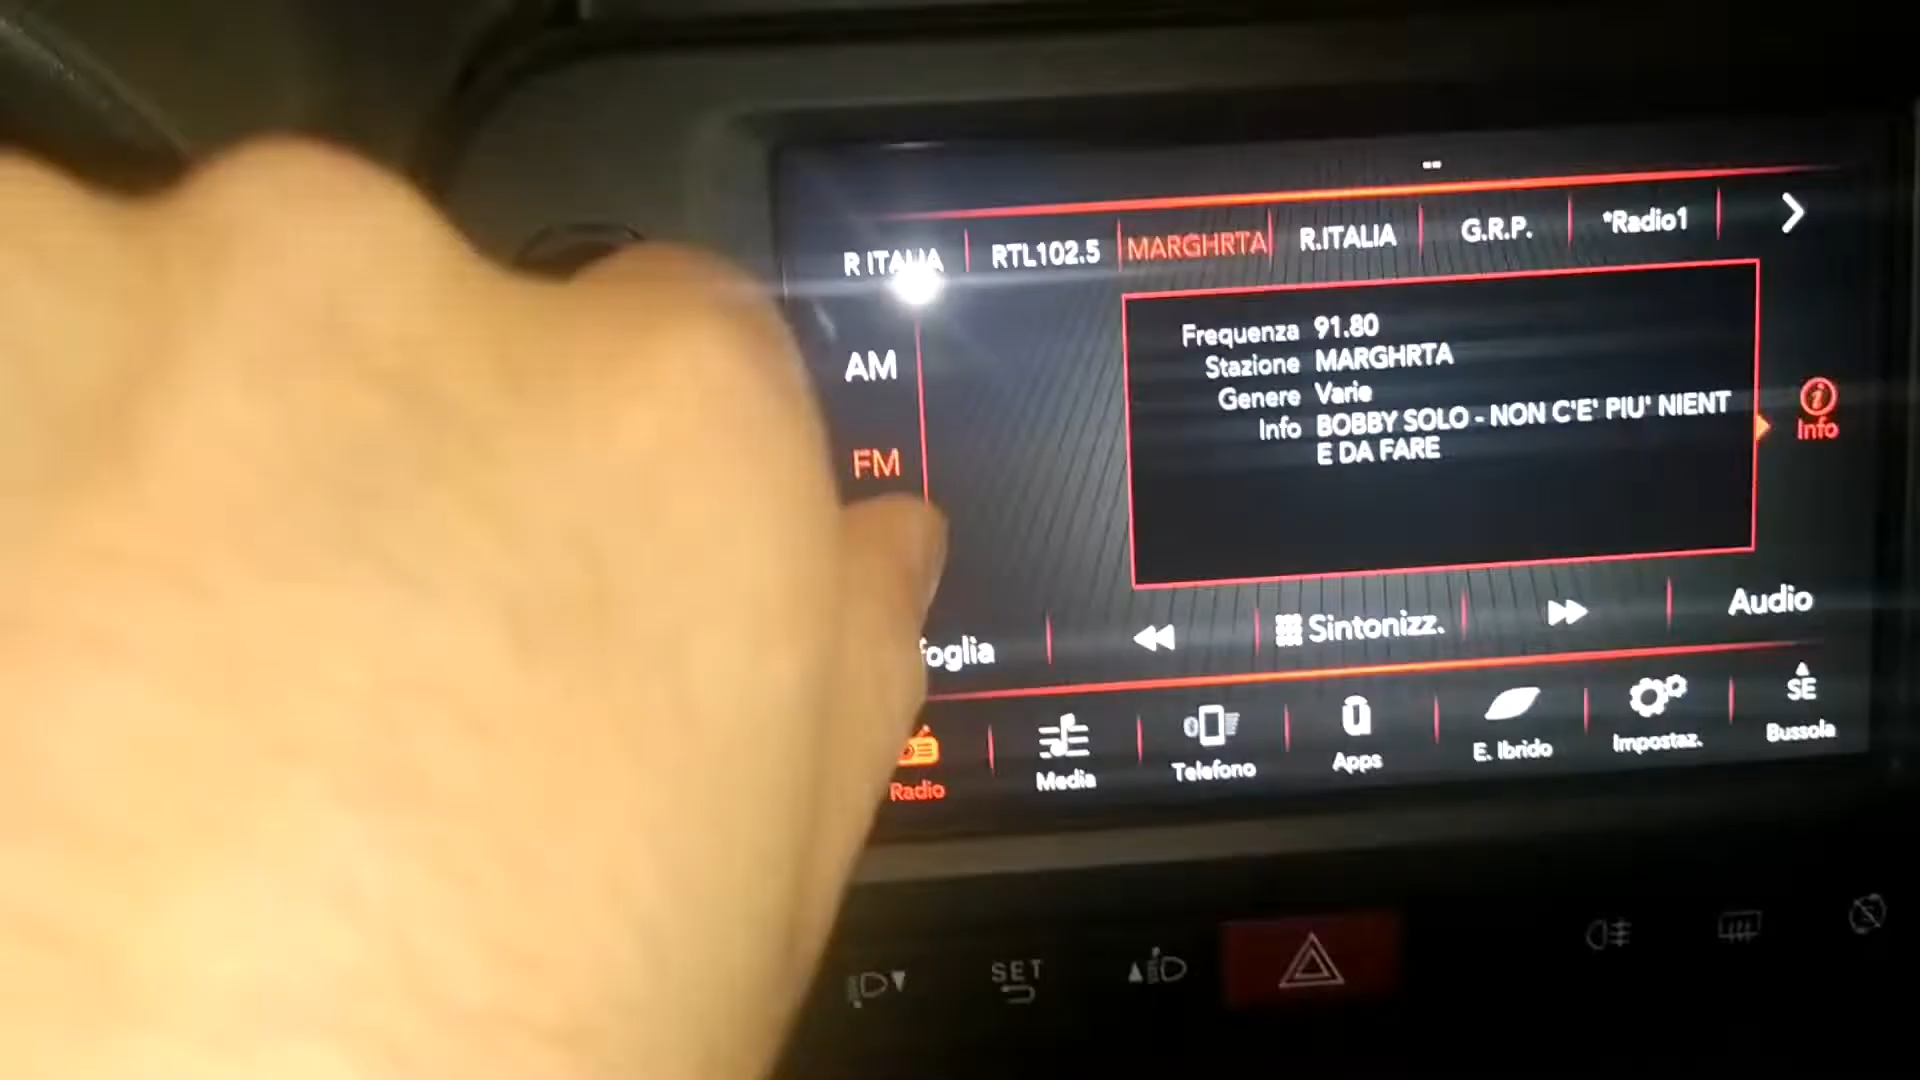 --
R ITALIA RTL102.5 MARGHRTA R.ITALIA G.R.P. *Radio1
AM
FM
Frequenza 91.80
Stazione MARGHRTA
Genere Varie
Info BOBBY SOLO - NON C'E' PIU' NIENT
E DA FARE
Info
foglia Sintonizz. Audio
Radio Media Telefono Apps E. Ibrido Impostaz. SE
Bussola
SET